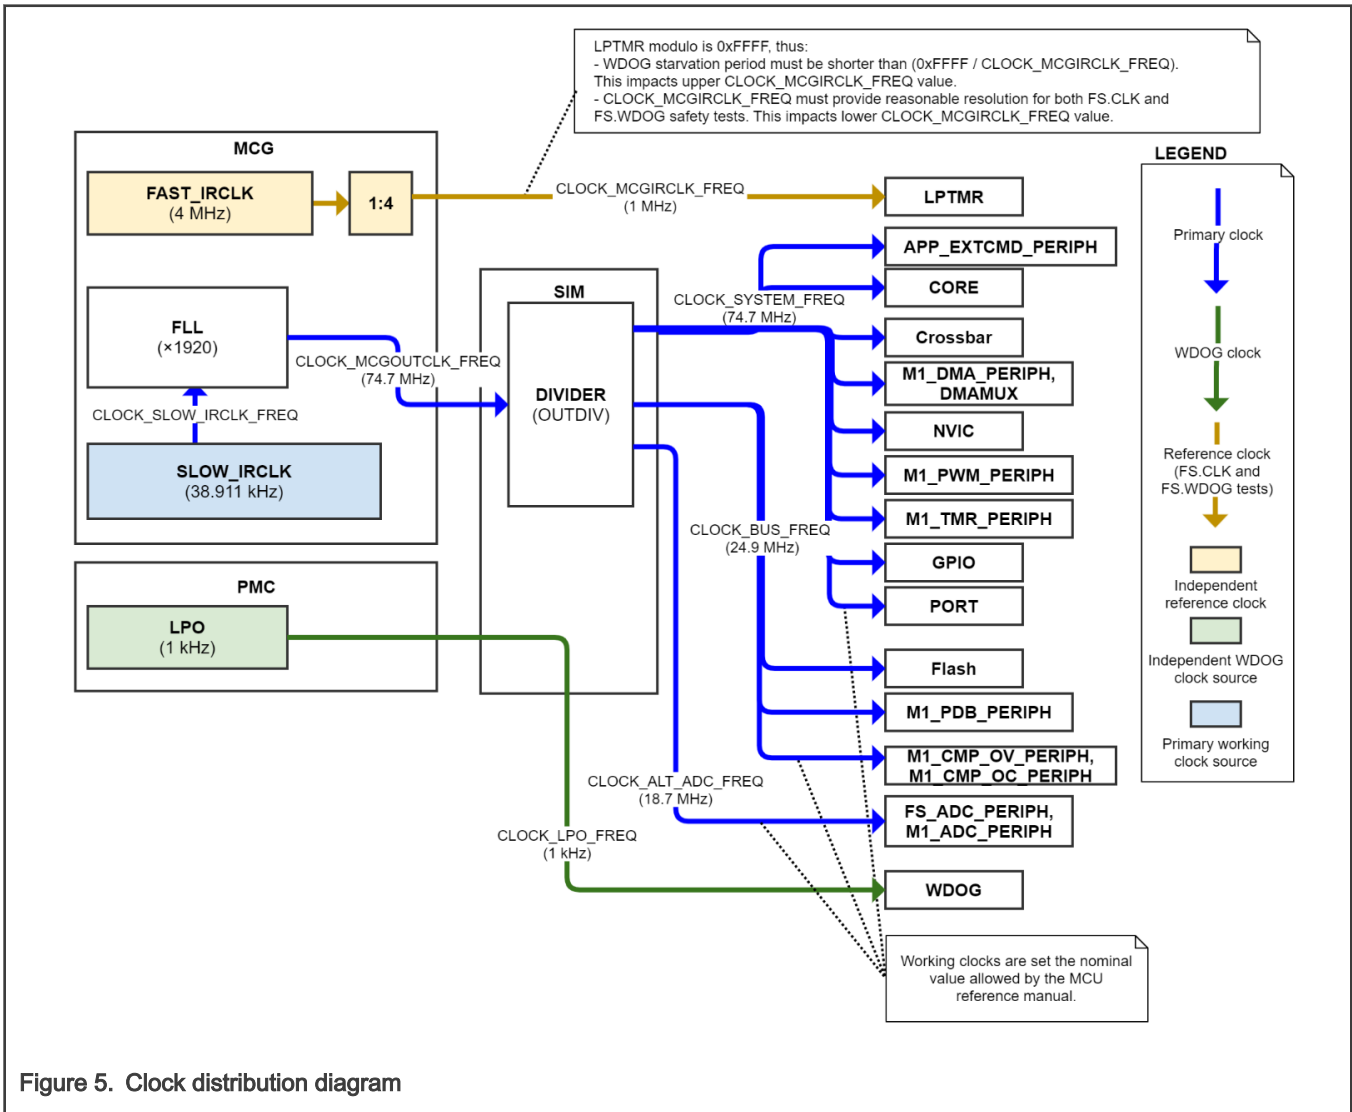 LPTMR modulo is 0xFFFF, thus:
- WDOG starvation period must be shorter than (0xFFFF / CLOCK_MCGIRCLK_FREQ).
This impacts upper CLOCK_MCGIRCLK_FREQ value.
- CLOCK_MCGIRCLK_FREQ must provide reasonable resolution for both FS.CLK and
FS.WDOG safety tests. This impacts lower CLOCK_MCGIRCLK_FREQ value.
MCG
FAST_IRCLK
(4 MHz)
1:4
CLOCK_MCGIRCLK_FREQ
(1 MHz)
FLL
(×1920)
CLOCK_MCGOUTCLK_FREQ
(74.7 MHz)
CLOCK_SLOW_IRCLK_FREQ
SLOW_IRCLK
(38.911 kHz)
PMC
LPO
(1 kHz)
SIM
DIVIDER
(OUTDIV)
CLOCK_SYSTEM_FREQ
(74.7 MHz)
CLOCK_BUS_FREQ
(24.9 MHz)
CLOCK_ALT_ADC_FREQ
(18.7 MHz)
CLOCK_LPO_FREQ
(1 kHz)
LPTMR
APP_EXTCMD_PERIPH
CORE
Crossbar
M1_DMA_PERIPH,
DMAMUX
NVIC
M1_PWM_PERIPH
M1_TMR_PERIPH
GPIO
PORT
Flash
M1_PDB_PERIPH
M1_CMP_OV_PERIPH,
M1_CMP_OC_PERIPH
FS_ADC_PERIPH,
M1_ADC_PERIPH
WDOG
Working clocks are set the nominal
value allowed by the MCU
reference manual.
LEGEND
Primary clock
WDOG clock
Reference clock
(FS.CLK and
FS.WDOG tests)
Independent
reference clock
Independent WDOG
clock source
Primary working
clock source
Figure 5. Clock distribution diagram